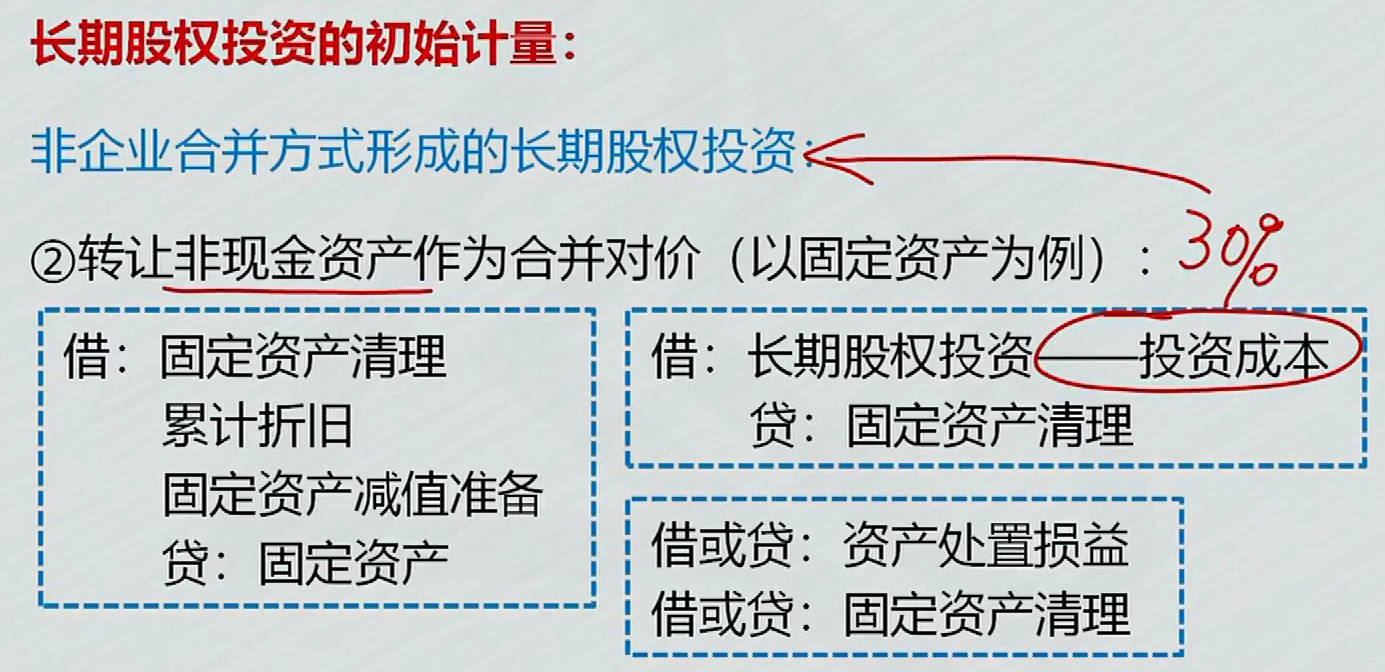 长期股权投资的初始计量：
非企业合并方式形成的长期股权投资：
②转让非现金资产作为合并对价（以固定资产为例）：30%
借：固定资产清理
累计折旧
固定资产减值准备
贷：固定资产
借：长期股权投资——投资成本
贷：固定资产清理
借或贷：资产处置损益
借或贷：固定资产清理